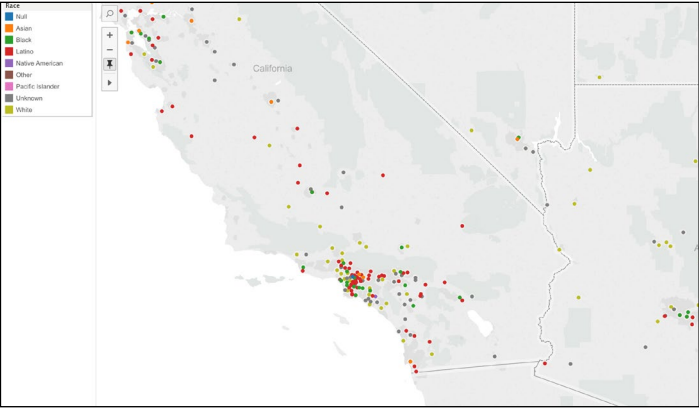 Race
Null
Asian
Black
Latino
Native American
Other
Pacific Islander
Unknown
White
California
A